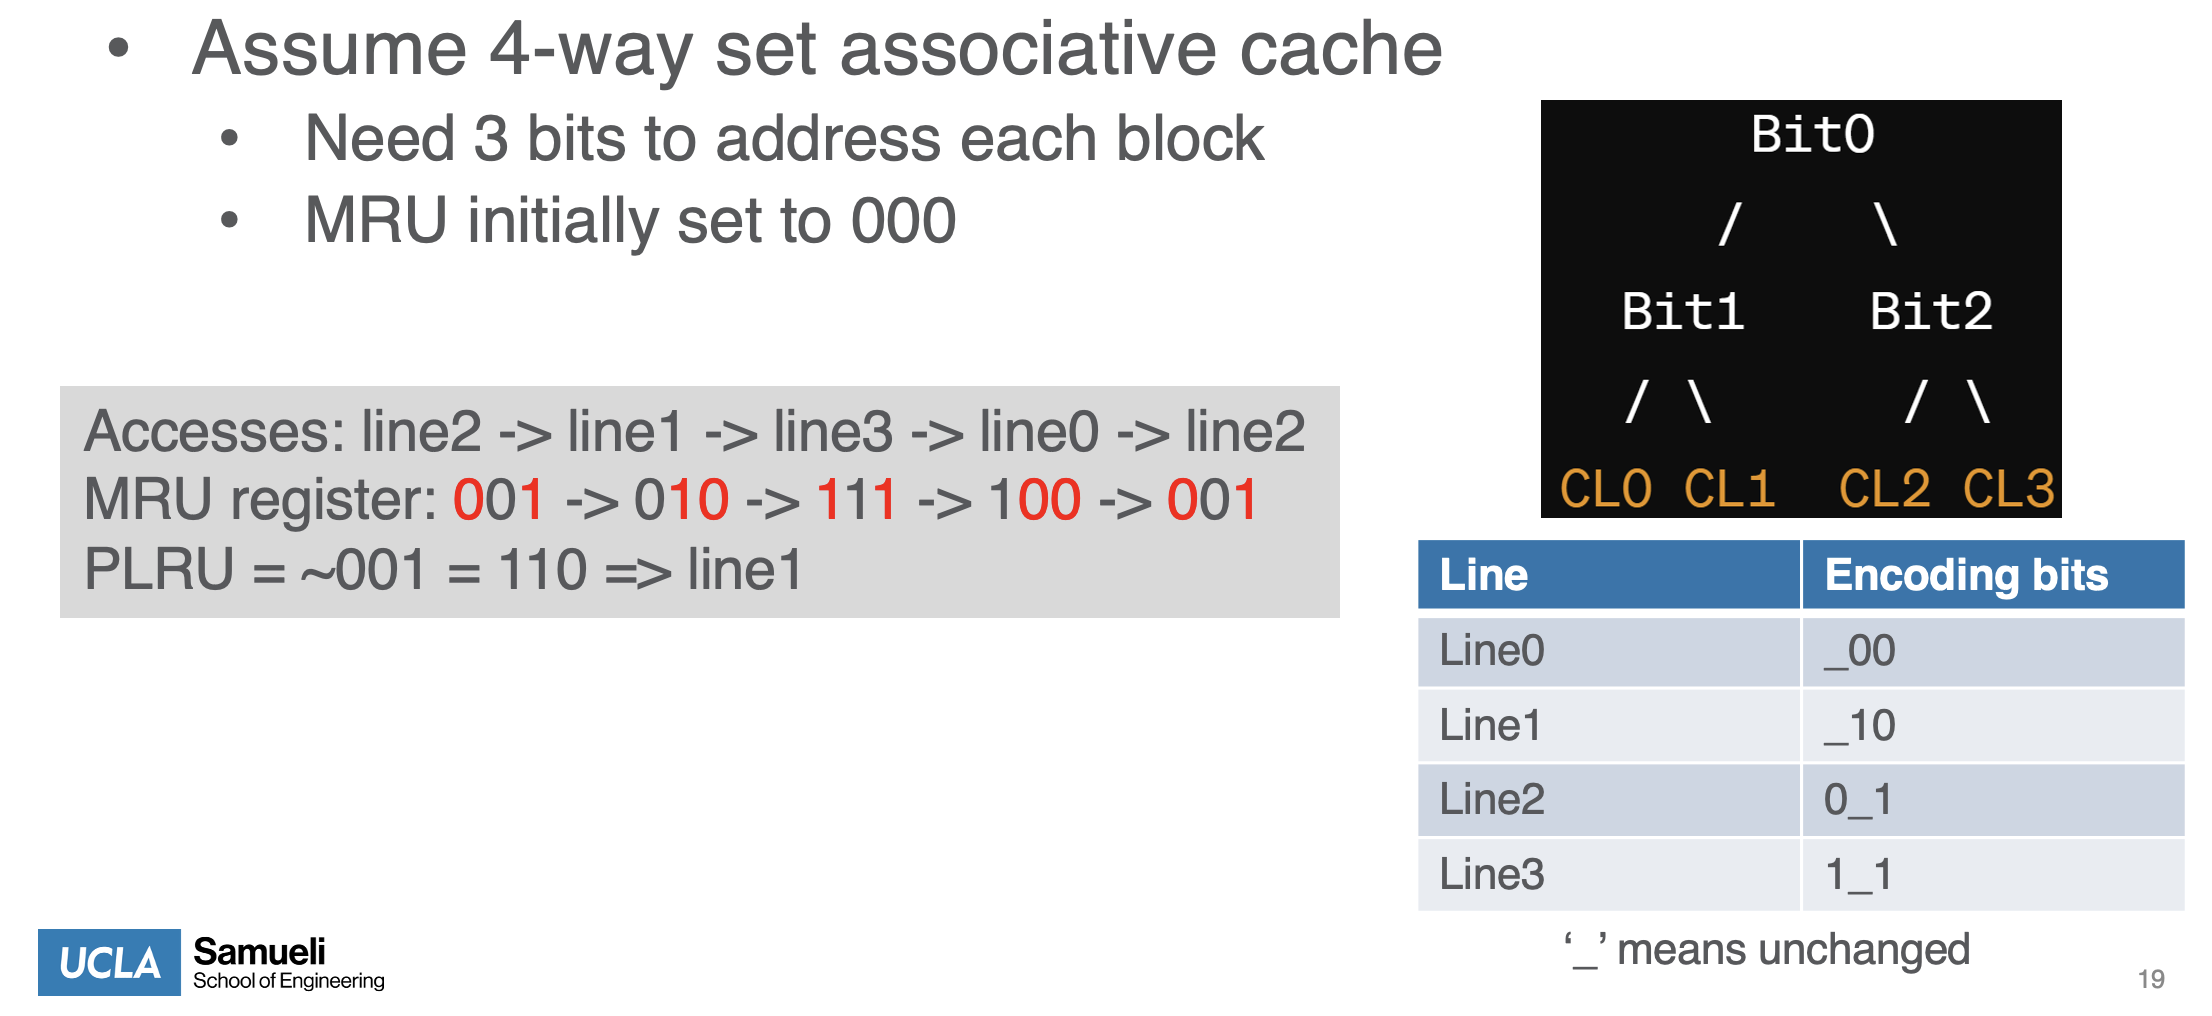 • Assume 4-way set associative cache
• Need 3 bits to address each block
• MRU initially set to 000
Accesses: line2 -> line1 -> line3 -> line0 -> line2
MRU register: 001 -> 010 -> 111 -> 100 -> 001
PLRU = ~001 = 110 => line1
Bit0
/ \
Bit1 Bit2
/ \ / \
CL0 CL1 CL2 CL3
Line Encoding bits
Line0 _00
Line1 _10
Line2 0_1
Line3 1_1
‘_’ means unchanged
UCLA Samueli
School of Engineering
19